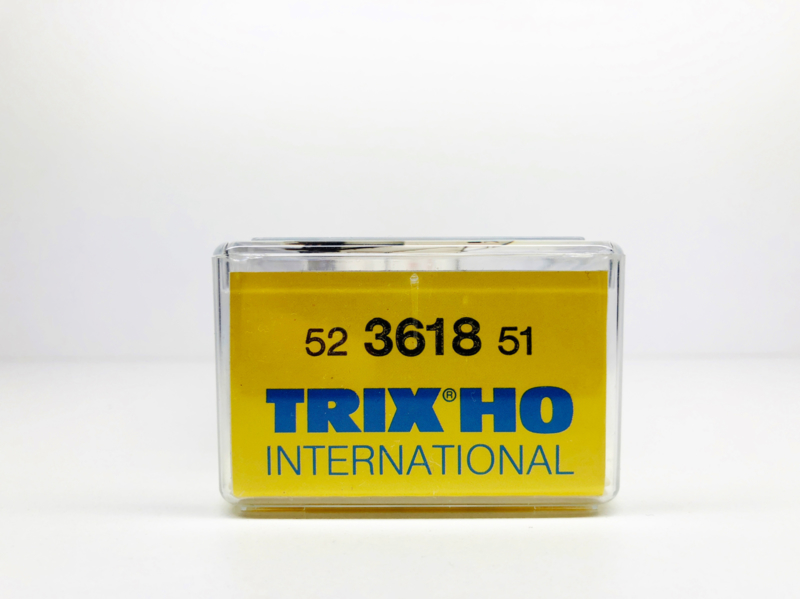 52 3618 51
TRIX® HO
INTERNATIONAL